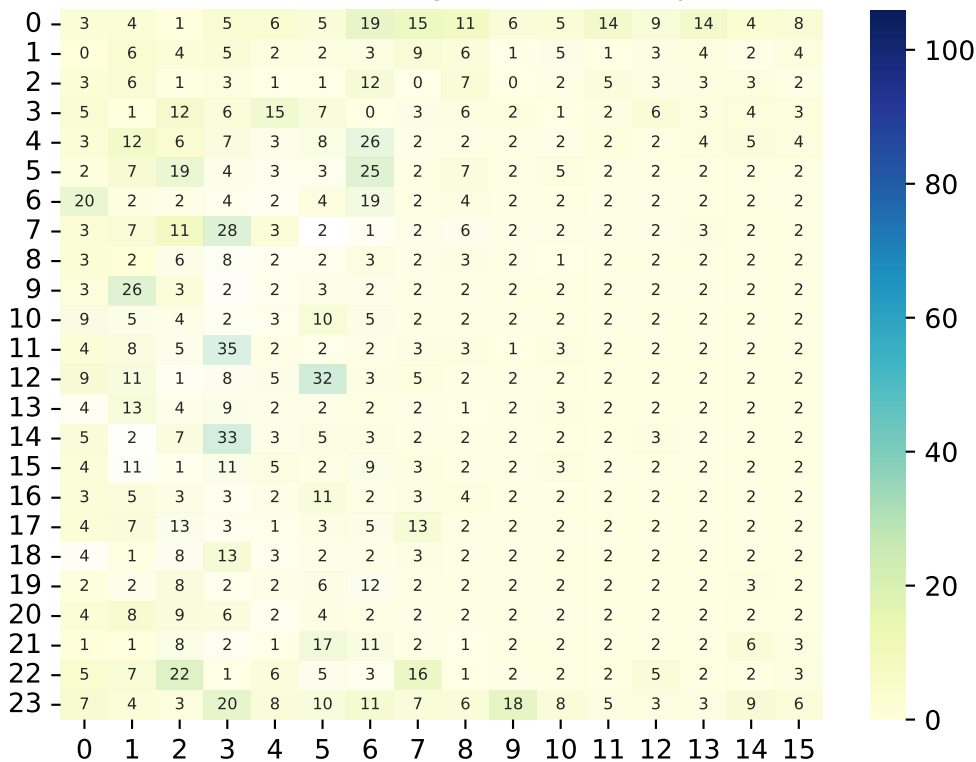 0 3 4 1 5 6 5 19 15 11 6 5 14 9 14 4 8
1 0 6 4 5 2 2 3 9 6 1 5 1 3 4 2 4
2 3 6 1 3 1 1 12 0 7 0 2 5 3 3 3 2
3 5 1 12 6 15 7 0 3 6 2 1 2 6 3 4 3
4 3 12 6 7 3 8 26 2 2 2 2 2 2 4 5 4
5 2 7 19 4 3 3 25 2 7 2 5 2 2 2 2 2
6 20 2 2 4 2 4 19 2 4 2 2 2 2 2 2 2
7 3 7 11 28 3 2 1 2 6 2 2 2 2 3 2 2
8 3 2 6 8 2 2 3 2 3 2 1 2 2 2 2 2
9 3 26 3 2 2 3 2 2 2 2 2 2 2 2 2 2
10 9 5 4 2 3 10 5 2 2 2 2 2 2 2 2 2
11 4 8 5 35 2 2 2 3 3 1 3 2 2 2 2 2
12 9 11 1 8 5 32 3 5 2 2 2 2 2 2 2 2
13 4 13 4 9 2 2 2 2 1 2 3 2 2 2 2 2
14 5 2 7 33 3 5 3 2 2 2 2 2 3 2 2 2
15 4 11 1 11 5 2 9 3 2 2 3 2 2 2 2 2
16 3 5 3 3 2 11 2 3 4 2 2 2 2 2 2 2
17 4 7 13 3 1 3 5 13 2 2 2 2 2 2 2 2
18 4 1 8 13 3 2 2 3 2 2 2 2 2 2 2 2
19 2 2 8 2 2 6 12 2 2 2 2 2 2 2 3 2
20 4 8 9 6 2 4 2 2 2 2 2 2 2 2 2 2
21 1 1 8 2 1 17 11 2 1 2 2 2 2 2 6 3
22 5 7 22 1 6 5 3 16 1 2 2 2 5 2 2 3
23 7 4 3 20 8 10 11 7 6 18 8 5 3 3 9 6
0 1 2 3 4 5 6 7 8 9 10 11 12 13 14 15
100
80
60
40
20
0